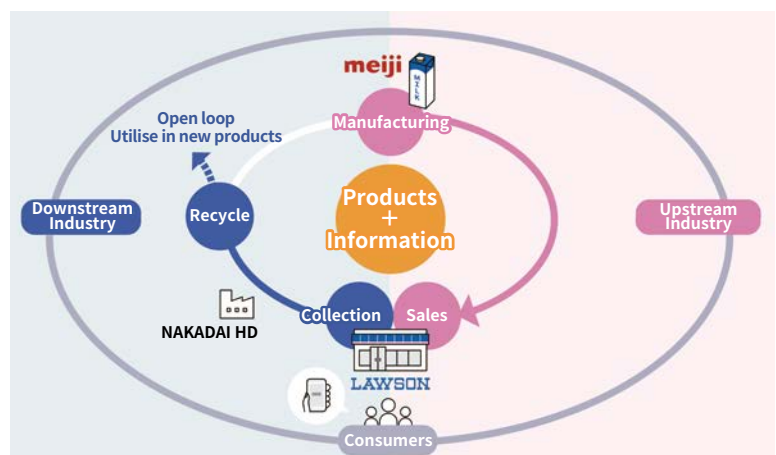 meiji
MILK
Manufacturing
Open loop
Utilise in new products
Downstream
Industry
Recycle
Products
+
Information
Upstream
Industry
Collection
Sales
NAKADAI HD
LAWSON
Consumers